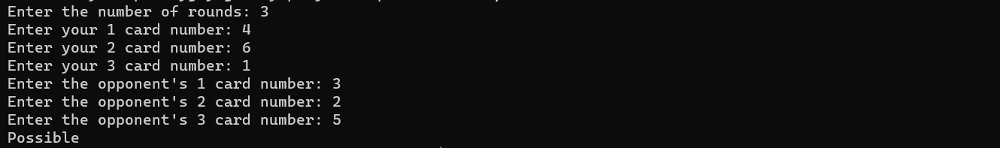 Enter the number of rounds: 3
Enter your 1 card number: 4
Enter your 2 card number: 6
Enter your 3 card number: 1
Enter the opponent's 1 card number: 3
Enter the opponent's 2 card number: 2
Enter the opponent's 3 card number: 5
Possible